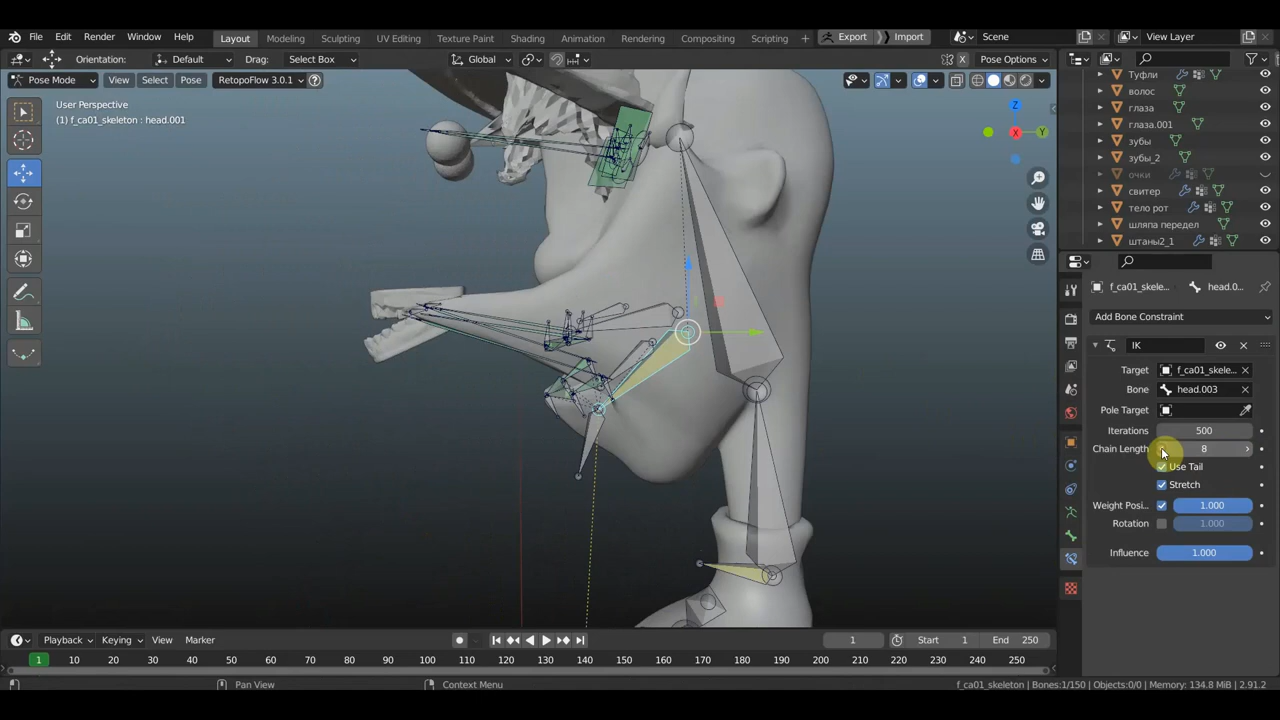 File Edit Render Window Help Layout Modeling Sculpting UV Editing Texture Paint Shading Animation Rendering Compositing Scripting + Export Import Scene View Layer
Orientation: Default Drag: Select Box Global Pose Options
Pose Mode View Select Pose RetopoFlow 3.0.1
User Perspective
(1) f_ca01_skeleton : head.001
Z
X
Y
Туфли
волос
глаза
глаза.001
зубы
зубы_2
очки
свитер
тело рот
шляпа передел
штаны2_1
f_ca01_skele... head.0...
Add Bone Constraint
IK
Target f_ca01_skele...
Bone head.003
Pole Target
Iterations 500
Chain Length 8
Use Tail
Stretch
Weight Posi... 1.000
Rotation 1.000
Influence 1.000
Playback Keying View Marker 1 Start 1 End 250
1 10 20 30 40 50 60 70 80 90 100 110 120 130 140 150 160 170 180 190 200 210 220 230 240 250
Pan View Context Menu f_ca01_skeleton | Bones:1/150 | Objects:0/0 | Memory: 134.8 MiB | 2.91.2